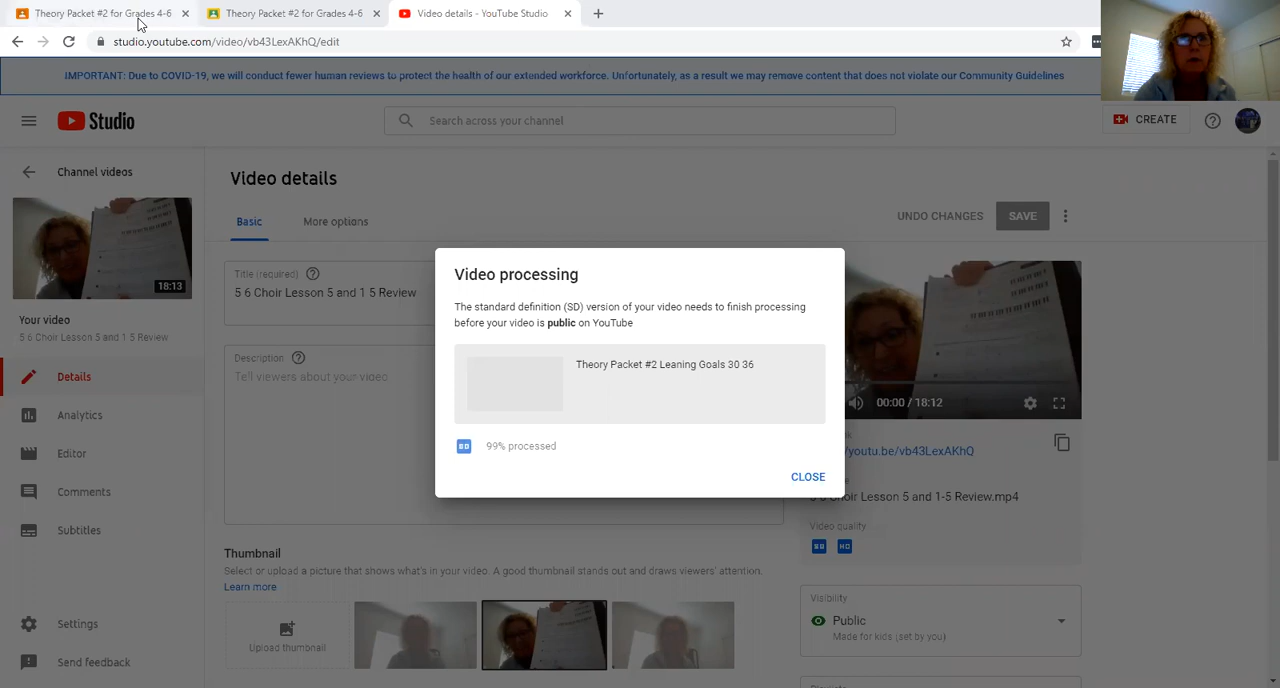 Theory Packet #2 for Grades 4-6
Theory Packet #2 for Grades 4-6
Video details - YouTube Studio
studio.youtube.com/video/vb43LexAKhQ/edit
IMPORTANT: Due to COVID-19, we will conduct fewer human reviews to protect the health of our extended workforce. Unfortunately, as a result we may remove content that does not violate our Community Guidelines
Studio
Search across your channel
CREATE
Channel videos
Video details
Basic
More options
UNDO CHANGES
SAVE
18:13
Title (required)
5 6 Choir Lesson 5 and 1 5 Review
Your video
5 6 Choir Lesson 5 and 1 5 Review
Description
Tell viewers about your video
Video processing
The standard definition (SD) version of your video needs to finish processing
before your video is public on YouTube
Theory Packet #2 Leaning Goals 30 36
99% processed
CLOSE
00:00 / 18:12
/youtu.be/vb43LexAKhQ
5 6 Choir Lesson 5 and 1-5 Review.mp4
Video quality
SD
HD
Details
Analytics
Editor
Comments
Subtitles
Settings
Send feedback
Thumbnail
Select or upload a picture that shows what's in your video. A good thumbnail stands out and draws viewers' attention.
Learn more
Upload thumbnail
Visibility
Public
Made for kids (set by you)